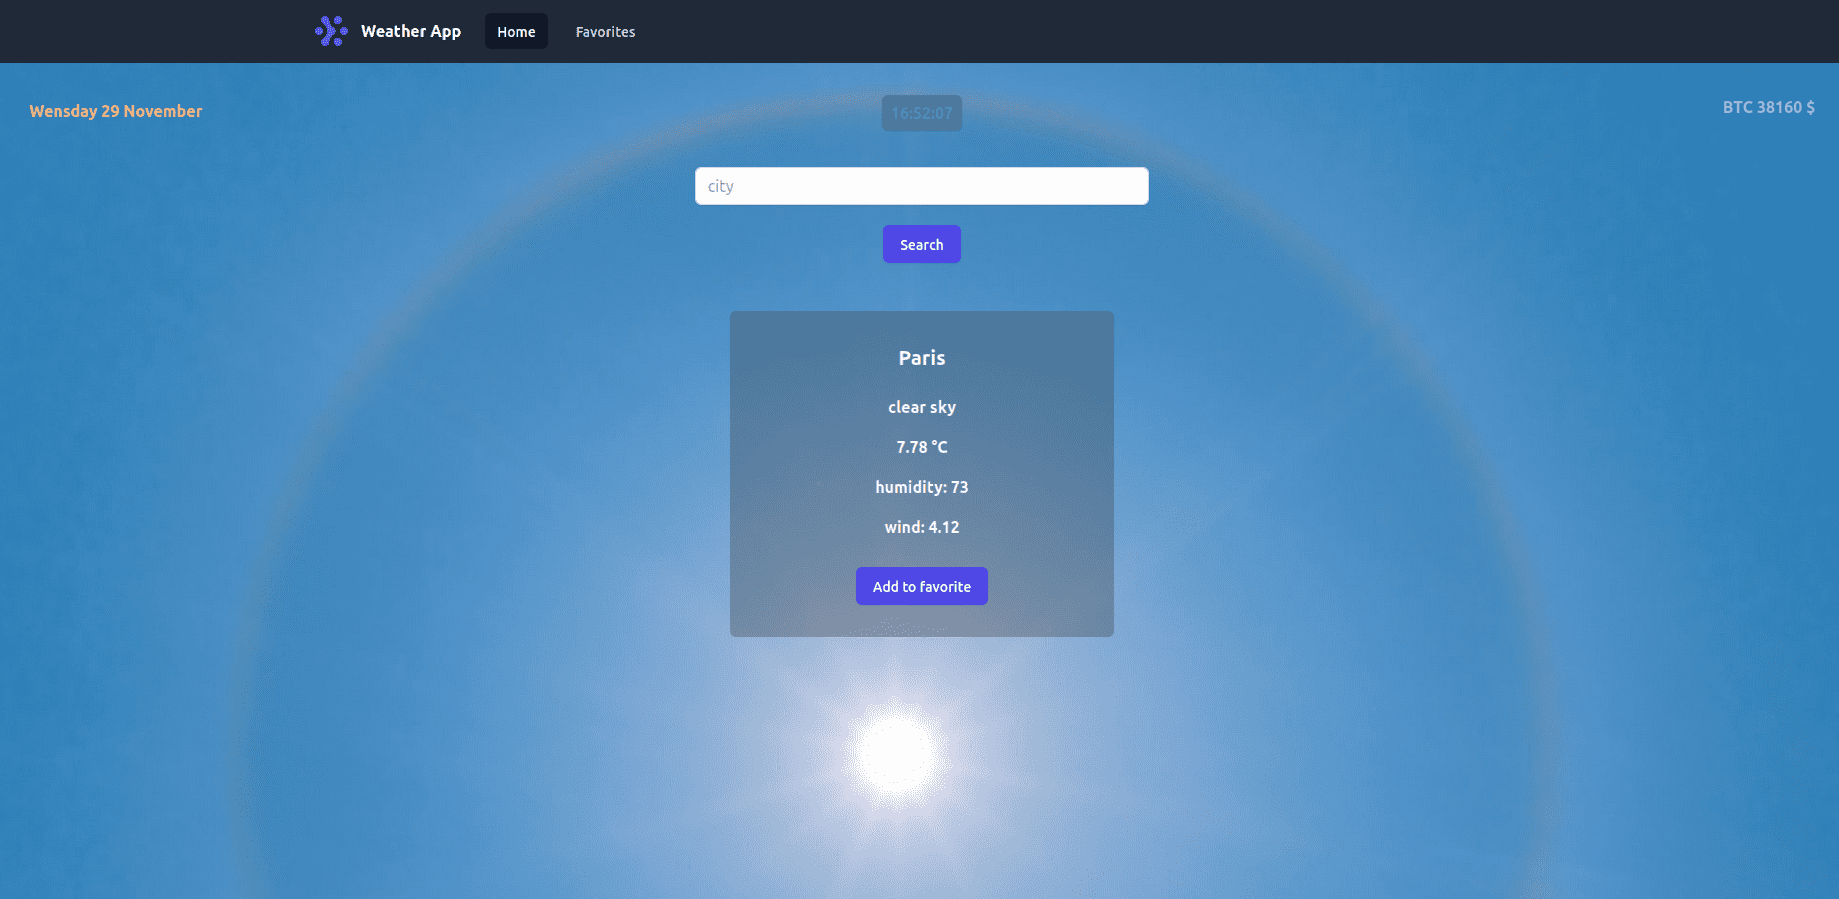 Weather App Home Favorites
Wensday 29 November 16:52:07 BTC 38160 $
city
Search
Paris
clear sky
7.78 °C
humidity: 73
wind: 4.12
Add to favorite